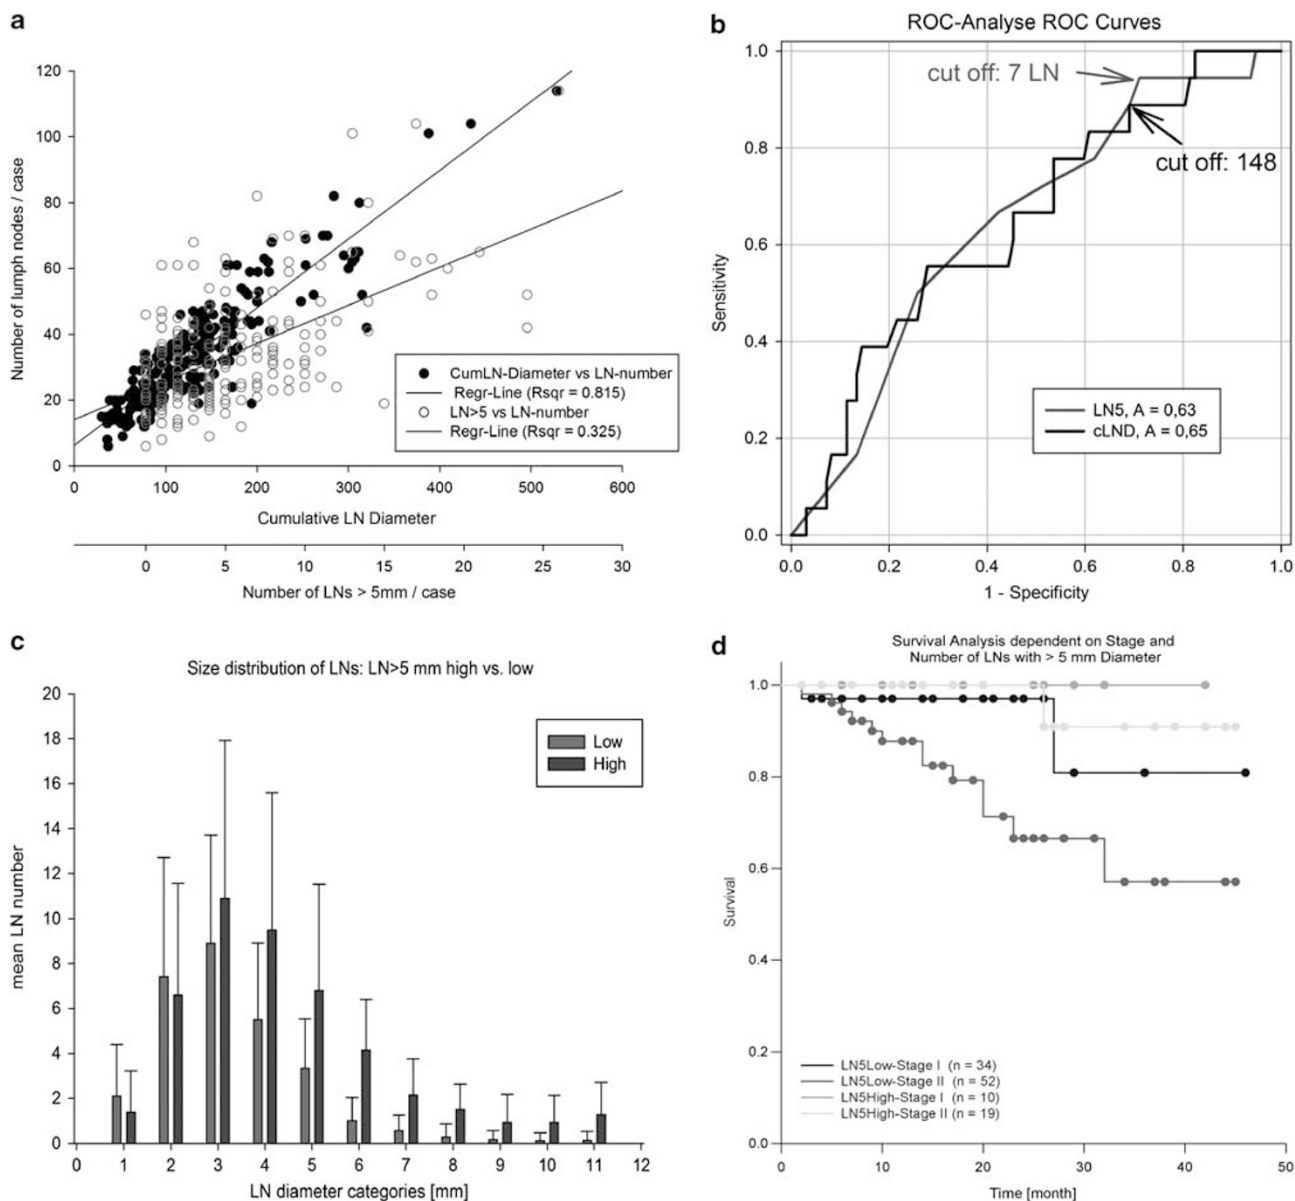 a
120
100
80
60
40
20
0
Number of lumph nodes / case
CumLN-Diameter vs LN-number
Regr-Line (Rsqr = 0.815)
LN>5 vs LN-number
Regr-Line (Rsqr = 0.325)
0 100 200 300 400 500 600
Cumulative LN Diameter
0 5 10 15 20 25 30
Number of LNs > 5mm / case
b
ROC-Analyse ROC Curves
1.0
0.8
0.6
0.4
0.2
0.0
Sensitivity
cut off: 7 LN
cut off: 148
LN5, A = 0,63
cLND, A = 0,65
0.0 0.2 0.4 0.6 0.8 1.0
1 - Specificity
c
Size distribution of LNs: LN>5 mm high vs. low
20
18
16
14
12
10
8
6
4
2
0
mean LN number
Low
High
0 1 2 3 4 5 6 7 8 9 10 11 12
LN diameter categories [mm]
d
Survival Analysis dependent on Stage and
Number of LNs with > 5 mm Diameter
1.0
0.8
0.6
0.4
0.2
0.0
Survival
LN5Low-Stage I (n = 34)
LN5Low-Stage II (n = 52)
LN5High-Stage I (n = 10)
LN5High-Stage II (n = 19)
0 10 20 30 40 50
Time [month]